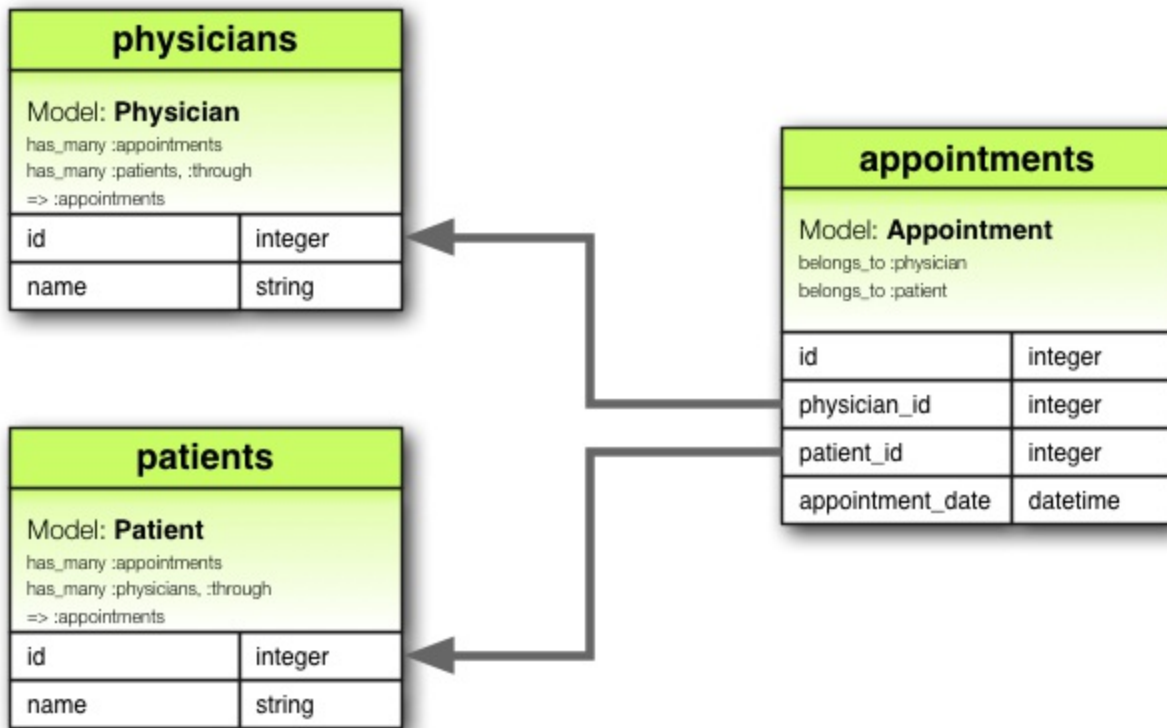 physicians
Model: Physician
has_many :appointments
has_many :patients, :through
=> :appointments
id integer
name string
patients
Model: Patient
has_many :appointments
has_many :physicians, :through
=> :appointments
id integer
name string
appointments
Model: Appointment
belongs_to :physician
belongs_to :patient
id integer
physician_id integer
patient_id integer
appointment_date datetime